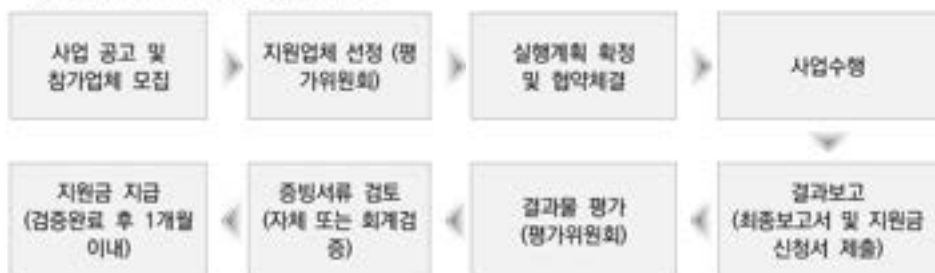 사업 공고 및
참가업체 모집
지원업체 선정 (평
가위원회)
실행계획 확정
및 협약체결
사업수행
결과보고
(최종보고서 및 지원금
신청서 제출)
결과물 평가
(평가위원회)
증빙서류 검토
(자체 또는 회계검
증)
지원금 지급
(검증완료 후 1개월
이내)